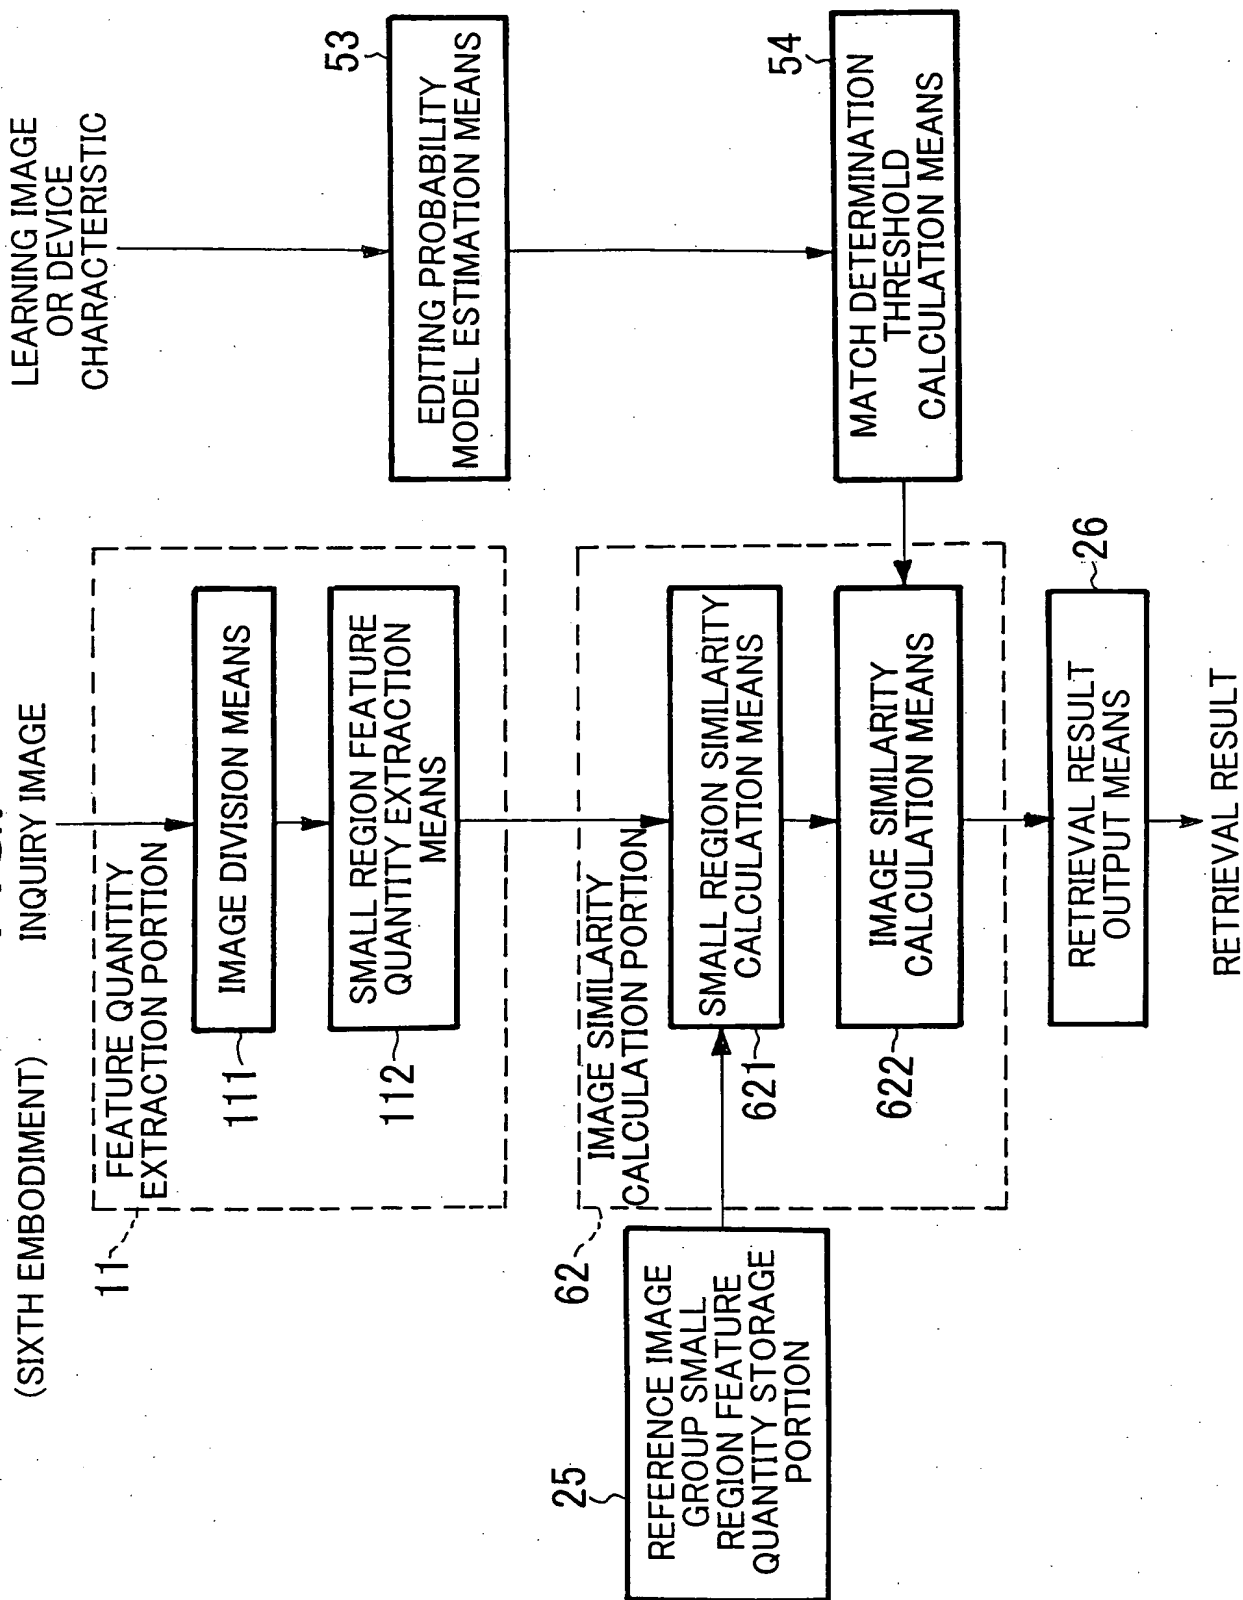 (SIXTH EMBODIMENT)
INQUIRY IMAGE
LEARNING IMAGE
OR DEVICE
CHARACTERISTIC
11
FEATURE QUANTITY
EXTRACTION PORTION
IMAGE DIVISION MEANS
111
SMALL REGION FEATURE
QUANTITY EXTRACTION
MEANS
112
53
EDITING PROBABILITY
MODEL ESTIMATION MEANS
62
IMAGE SIMILARITY
CALCULATION PORTION
25
REFERENCE IMAGE
GROUP SMALL
REGION FEATURE
QUANTITY STORAGE
PORTION
SMALL REGION SIMILARITY
CALCULATION MEANS
621
IMAGE SIMILARITY
CALCULATION MEANS
622
54
MATCH DETERMINATION
THRESHOLD
CALCULATION MEANS
26
RETRIEVAL RESULT
OUTPUT MEANS
RETRIEVAL RESULT